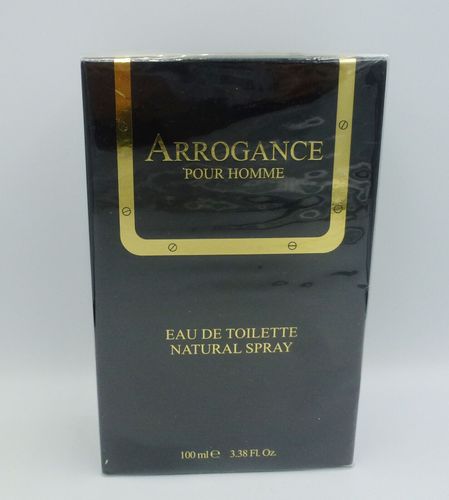 ARROGANCE
POUR HOMME
EAU DE TOILETTE
NATURAL SPRAY
100 ml ℮ 3.38 Fl. Oz.